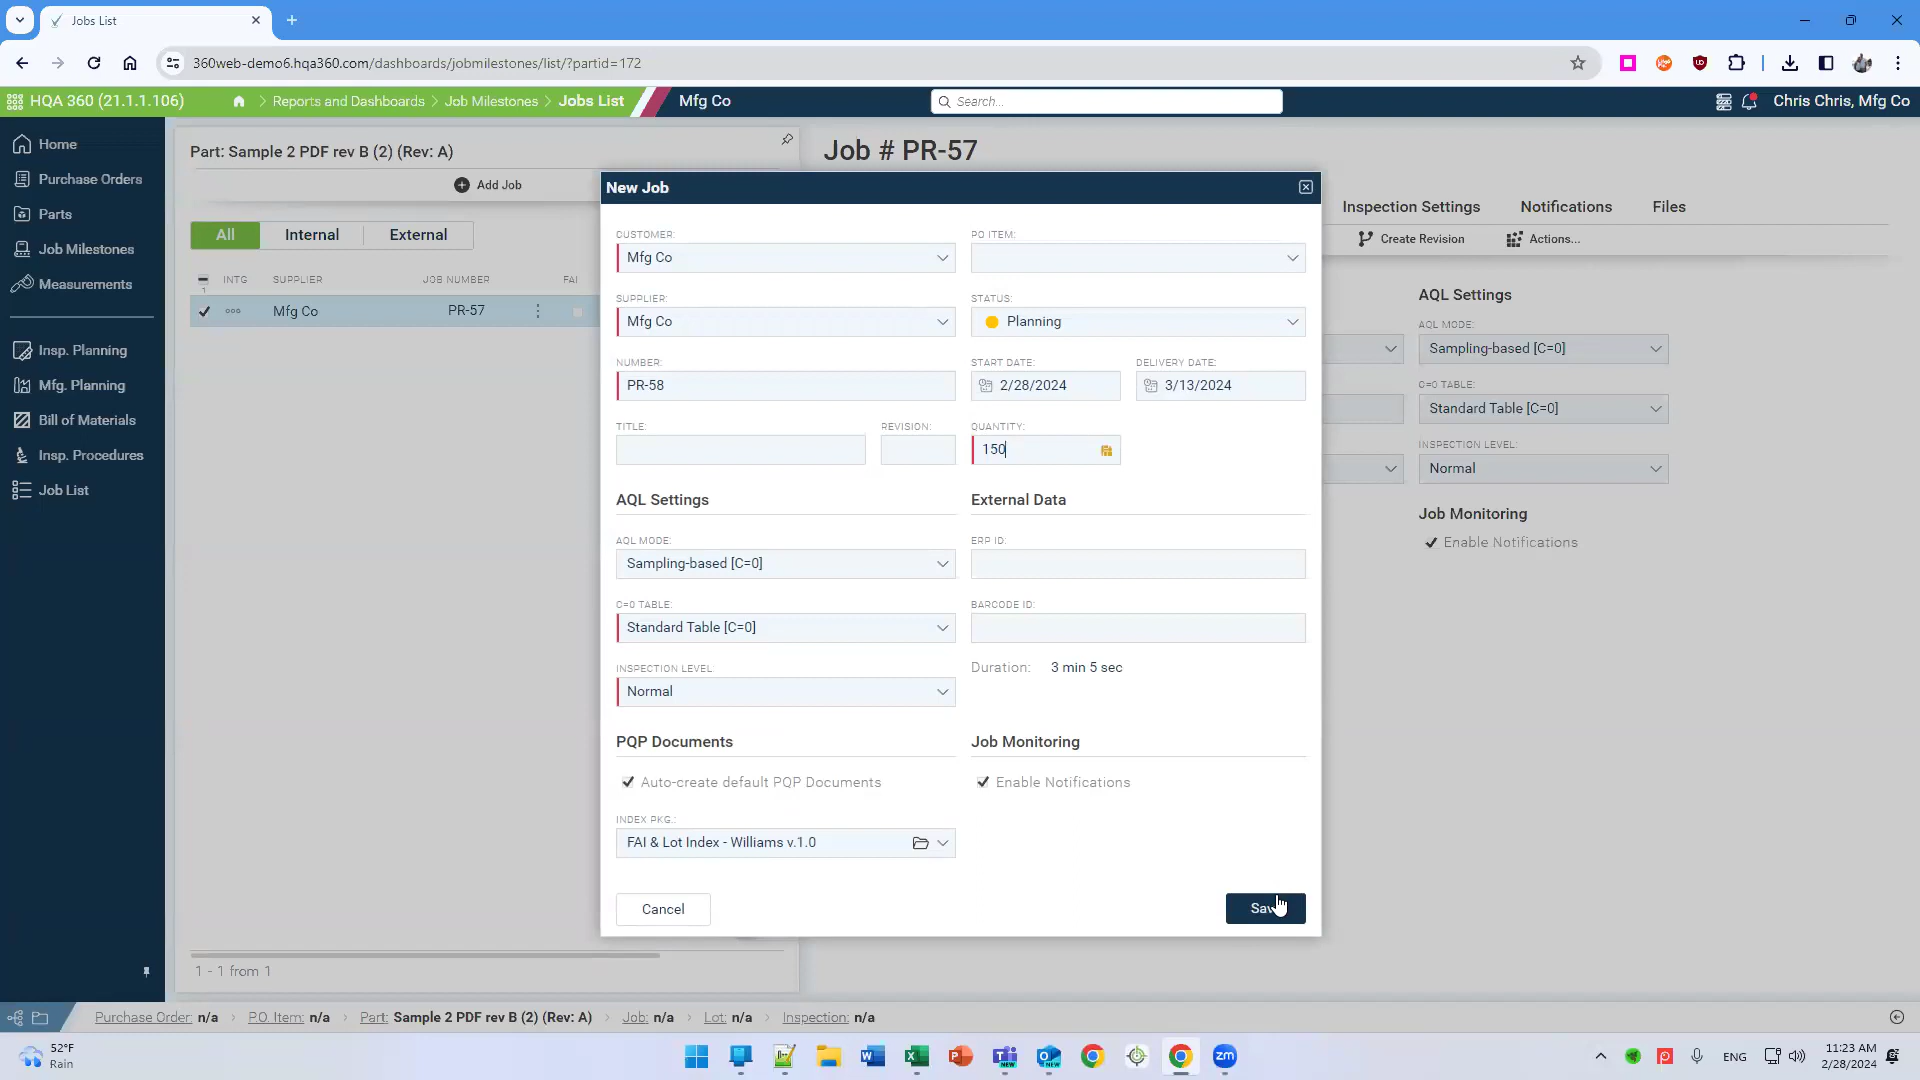 Jobs List
360web-demo6.hqa360.com/dashboards/jobmilestones/list/?partid=172
HQA 360 (21.1.1.106)
Reports and Dashboards
Job Milestones
Jobs List
Mfg Co
Search...
Chris Chris, Mfg Co
Home
Purchase Orders
Parts
Job Milestones
Measurements
Insp. Planning
Mfg. Planning
Bill of Materials
Insp. Procedures
Job List
Part: Sample 2 PDF rev B (2) (Rev: A)
Add Job
All
Internal
External
INTG
SUPPLIER
JOB NUMBER
FAI
1
Mfg Co
PR-57
1 - 1 from 1
Job # PR-57
Inspection Settings
Notifications
Files
Create Revision
Actions...
AQL Settings
AQL MODE:
Sampling-based [C=0]
C=0 TABLE:
Standard Table [C=0]
INSPECTION LEVEL:
Normal
Job Monitoring
Enable Notifications
New Job
CUSTOMER:
Mfg Co
PO ITEM:
SUPPLIER:
Mfg Co
STATUS:
Planning
NUMBER:
PR-58
START DATE:
2/28/2024
DELIVERY DATE:
3/13/2024
TITLE:
REVISION:
QUANTITY:
150
AQL Settings
External Data
AQL MODE:
Sampling-based [C=0]
ERP ID:
C=0 TABLE:
Standard Table [C=0]
BARCODE ID:
INSPECTION LEVEL:
Normal
Duration: 3 min 5 sec
PQP Documents
Job Monitoring
Auto-create default PQP Documents
Enable Notifications
INDEX PKG.:
FAI & Lot Index - Williams v.1.0
Cancel
Purchase Order: n/a
P.O. Item: n/a
Part: Sample 2 PDF rev B (2) (Rev: A)
Job: n/a
Lot: n/a
Inspection: n/a
52°F
Rain
ENG
11:23 AM
2/28/2024